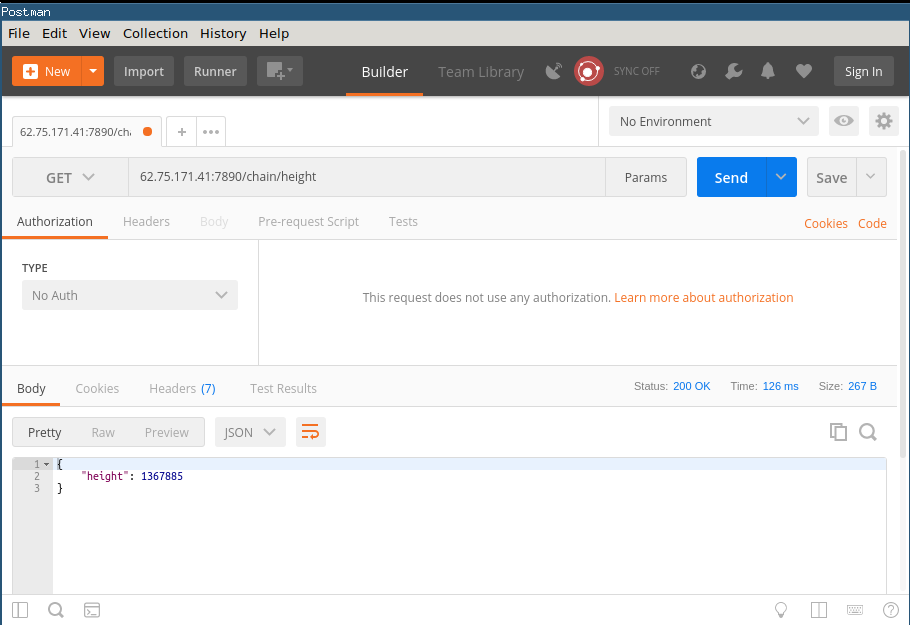 Postman
File Edit View Collection History Help
New Import Runner Builder Team Library SYNC OFF Sign In
62.75.171.41:7890/cha + ••• No Environment
GET 62.75.171.41:7890/chain/height Params Send Save
Authorization Headers Body Pre-request Script Tests Cookies Code
TYPE
No Auth
This request does not use any authorization. Learn more about authorization
Body Cookies Headers (7) Test Results Status: 200 OK Time: 126 ms Size: 267 B
Pretty Raw Preview JSON
1 {
2 "height": 1367885
3 }